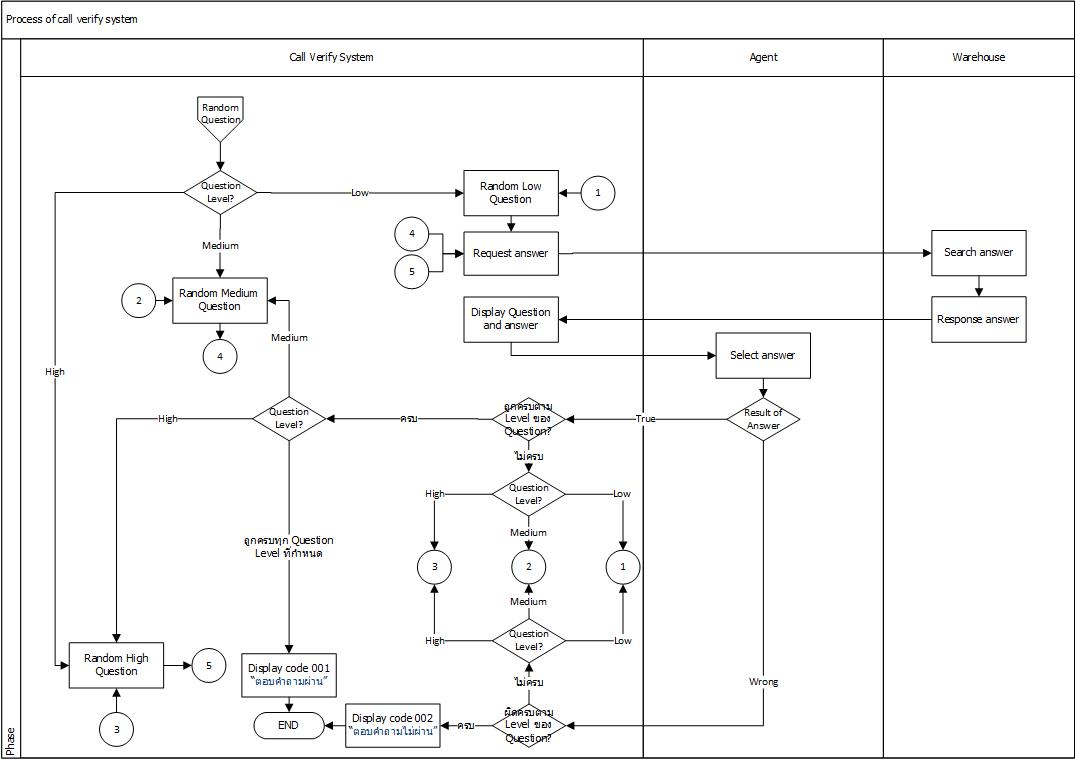 Process of call verify system
Call Verify System
Agent
Warehouse
Phase
Random
Question
Question
Level?
Low
Random Low
Question
1
Medium
4
5
Request answer
Search answer
2
Random Medium
Question
4
Display Question
and answer
Response answer
Medium
High
Select answer
High
Question
Level?
ครบ
ถูกครบตาม
Level ของ
Question?
True
Result of
Answer
ไม่ครบ
High
Question
Level?
Low
Medium
ถูกครบทุก Question
Level ที่กำหนด
3
2
1
Medium
High
Question
Level?
Low
Random High
Question
5
Display code 001
“ตอบคำถามผ่าน”
ไม่ครบ
Wrong
3
END
Display code 002
“ตอบคำถามไม่ผ่าน”
ครบ
ผิดครบตาม
Level ของ
Question?